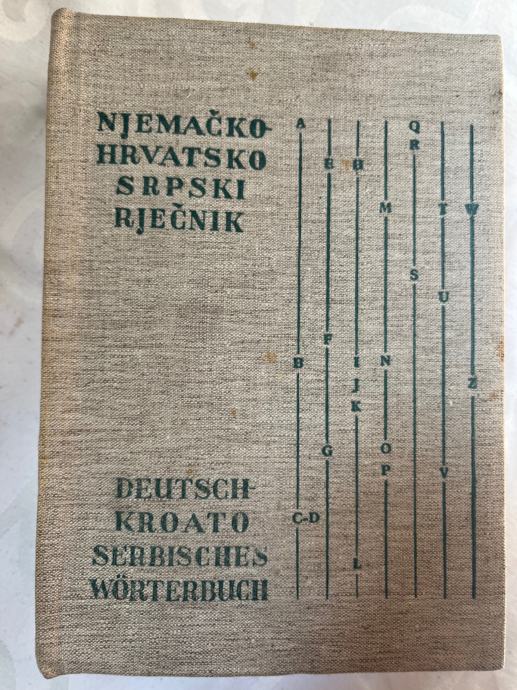 NJEMAČKO-
HRVATSKO
SRPSKI
RJEČNIK
DEUTSCH-
KROATO
SERBISCHES
WÖRTERBUCH
A
B
C-D
E
F
G
H
I
J
K
L
M
N
O
P
Q
R
S
T
U
V
W
Z